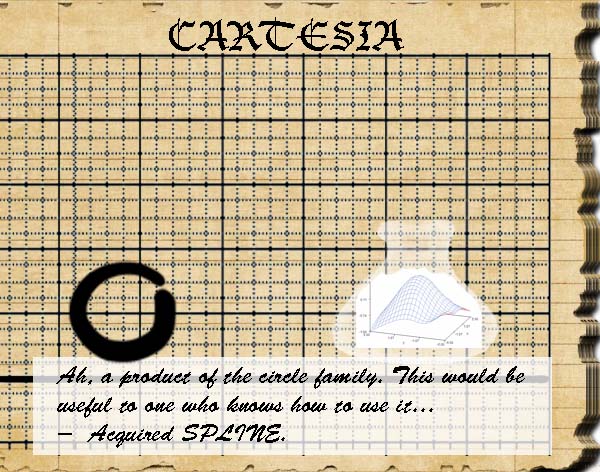 CARTESIA
Ah, a product of the circle family. This would be
useful to one who knows how to use it...
– Acquired SPLINE.